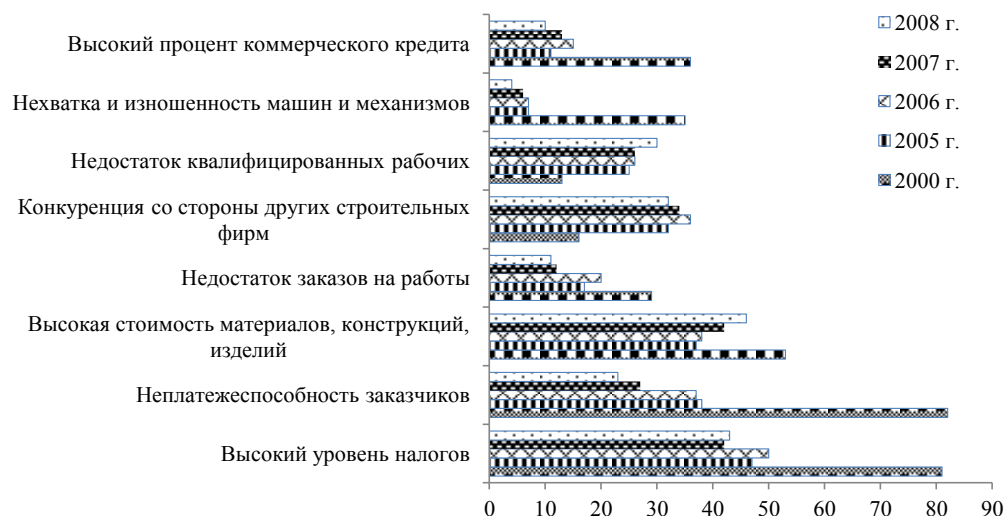 Высокий процент коммерческого кредита
Нехватка и изношенность машин и механизмов
Недостаток квалифицированных рабочих
Конкуренция со стороны других строительных
фирм
Недостаток заказов на работы
Высокая стоимость материалов, конструкций,
изделий
Неплатежеспособность заказчиков
Высокий уровень налогов
0 10 20 30 40 50 60 70 80 90
2008 г.
2007 г.
2006 г.
2005 г.
2000 г.